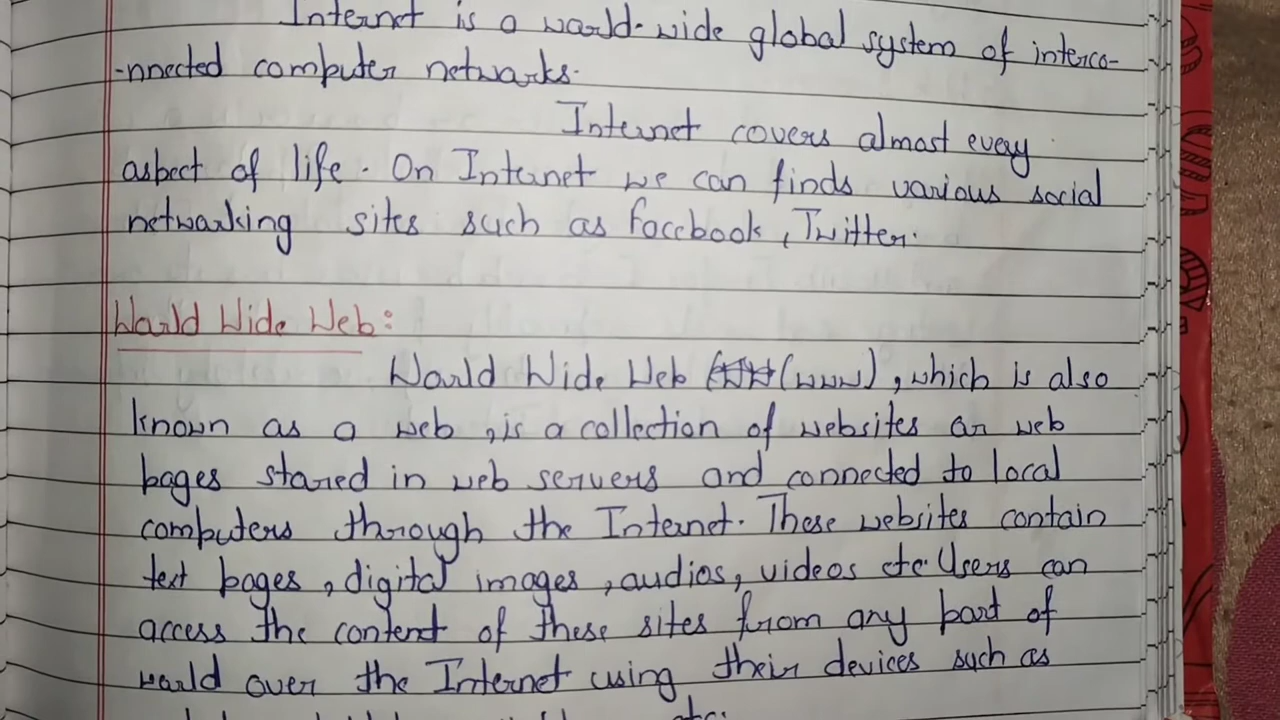 Internet is a world-wide global system of interco-
-nnected computer networks.
Internet covers almost every
aspect of life. On Internet we can finds various social
networking sites such as Facebook, Twitter.
World Wide Web:
World Wide Web (www), which is also
known as a web, is a collection of websites or web
pages stored in web servers and connected to local
computers through the Internet. These websites contain
text pages, digital images, audios, videos etc. Users can
access the content of these sites from any part of
world over the Internet using their devices such as
etc.